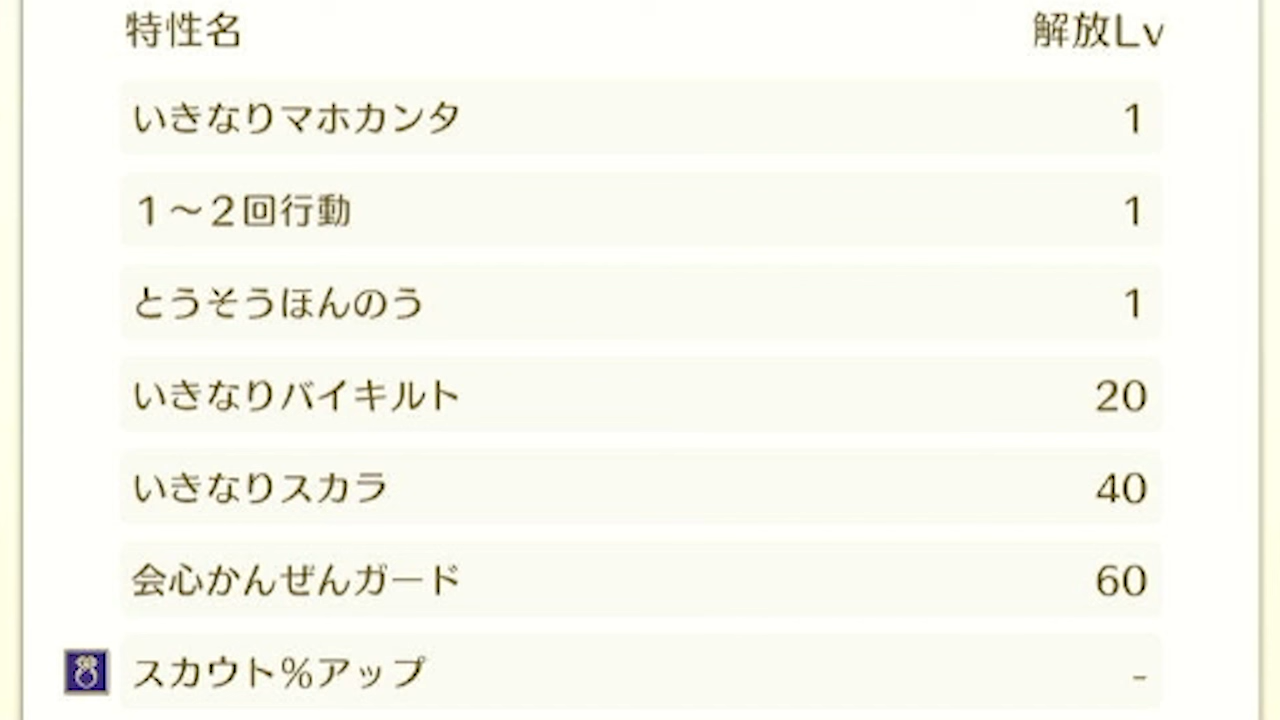 特性名 解放Lv
いきなりマホカンタ 1
１～２回行動 1
とうそうほんのう 1
いきなりバイキルト 20
いきなりスカラ 40
会心かんぜんガード 60
スカウト％アップ -